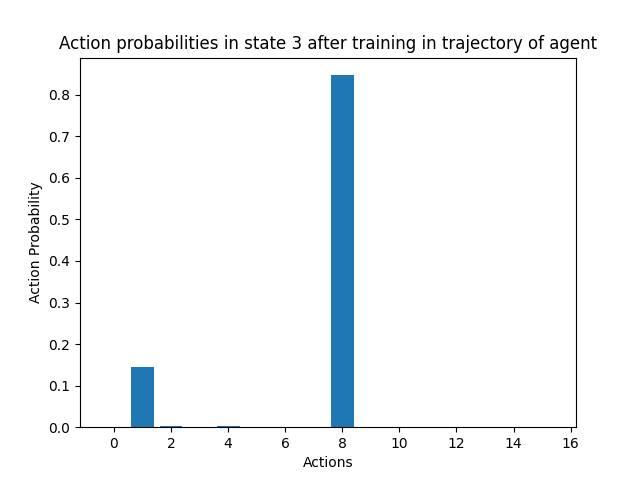 Action probabilities in state 3 after training in trajectory of agent
Action Probability
0.8
0.7
0.6
0.5
0.4
0.3
0.2
0.1
0.0
0 2 4 6 8 10 12 14 16
Actions